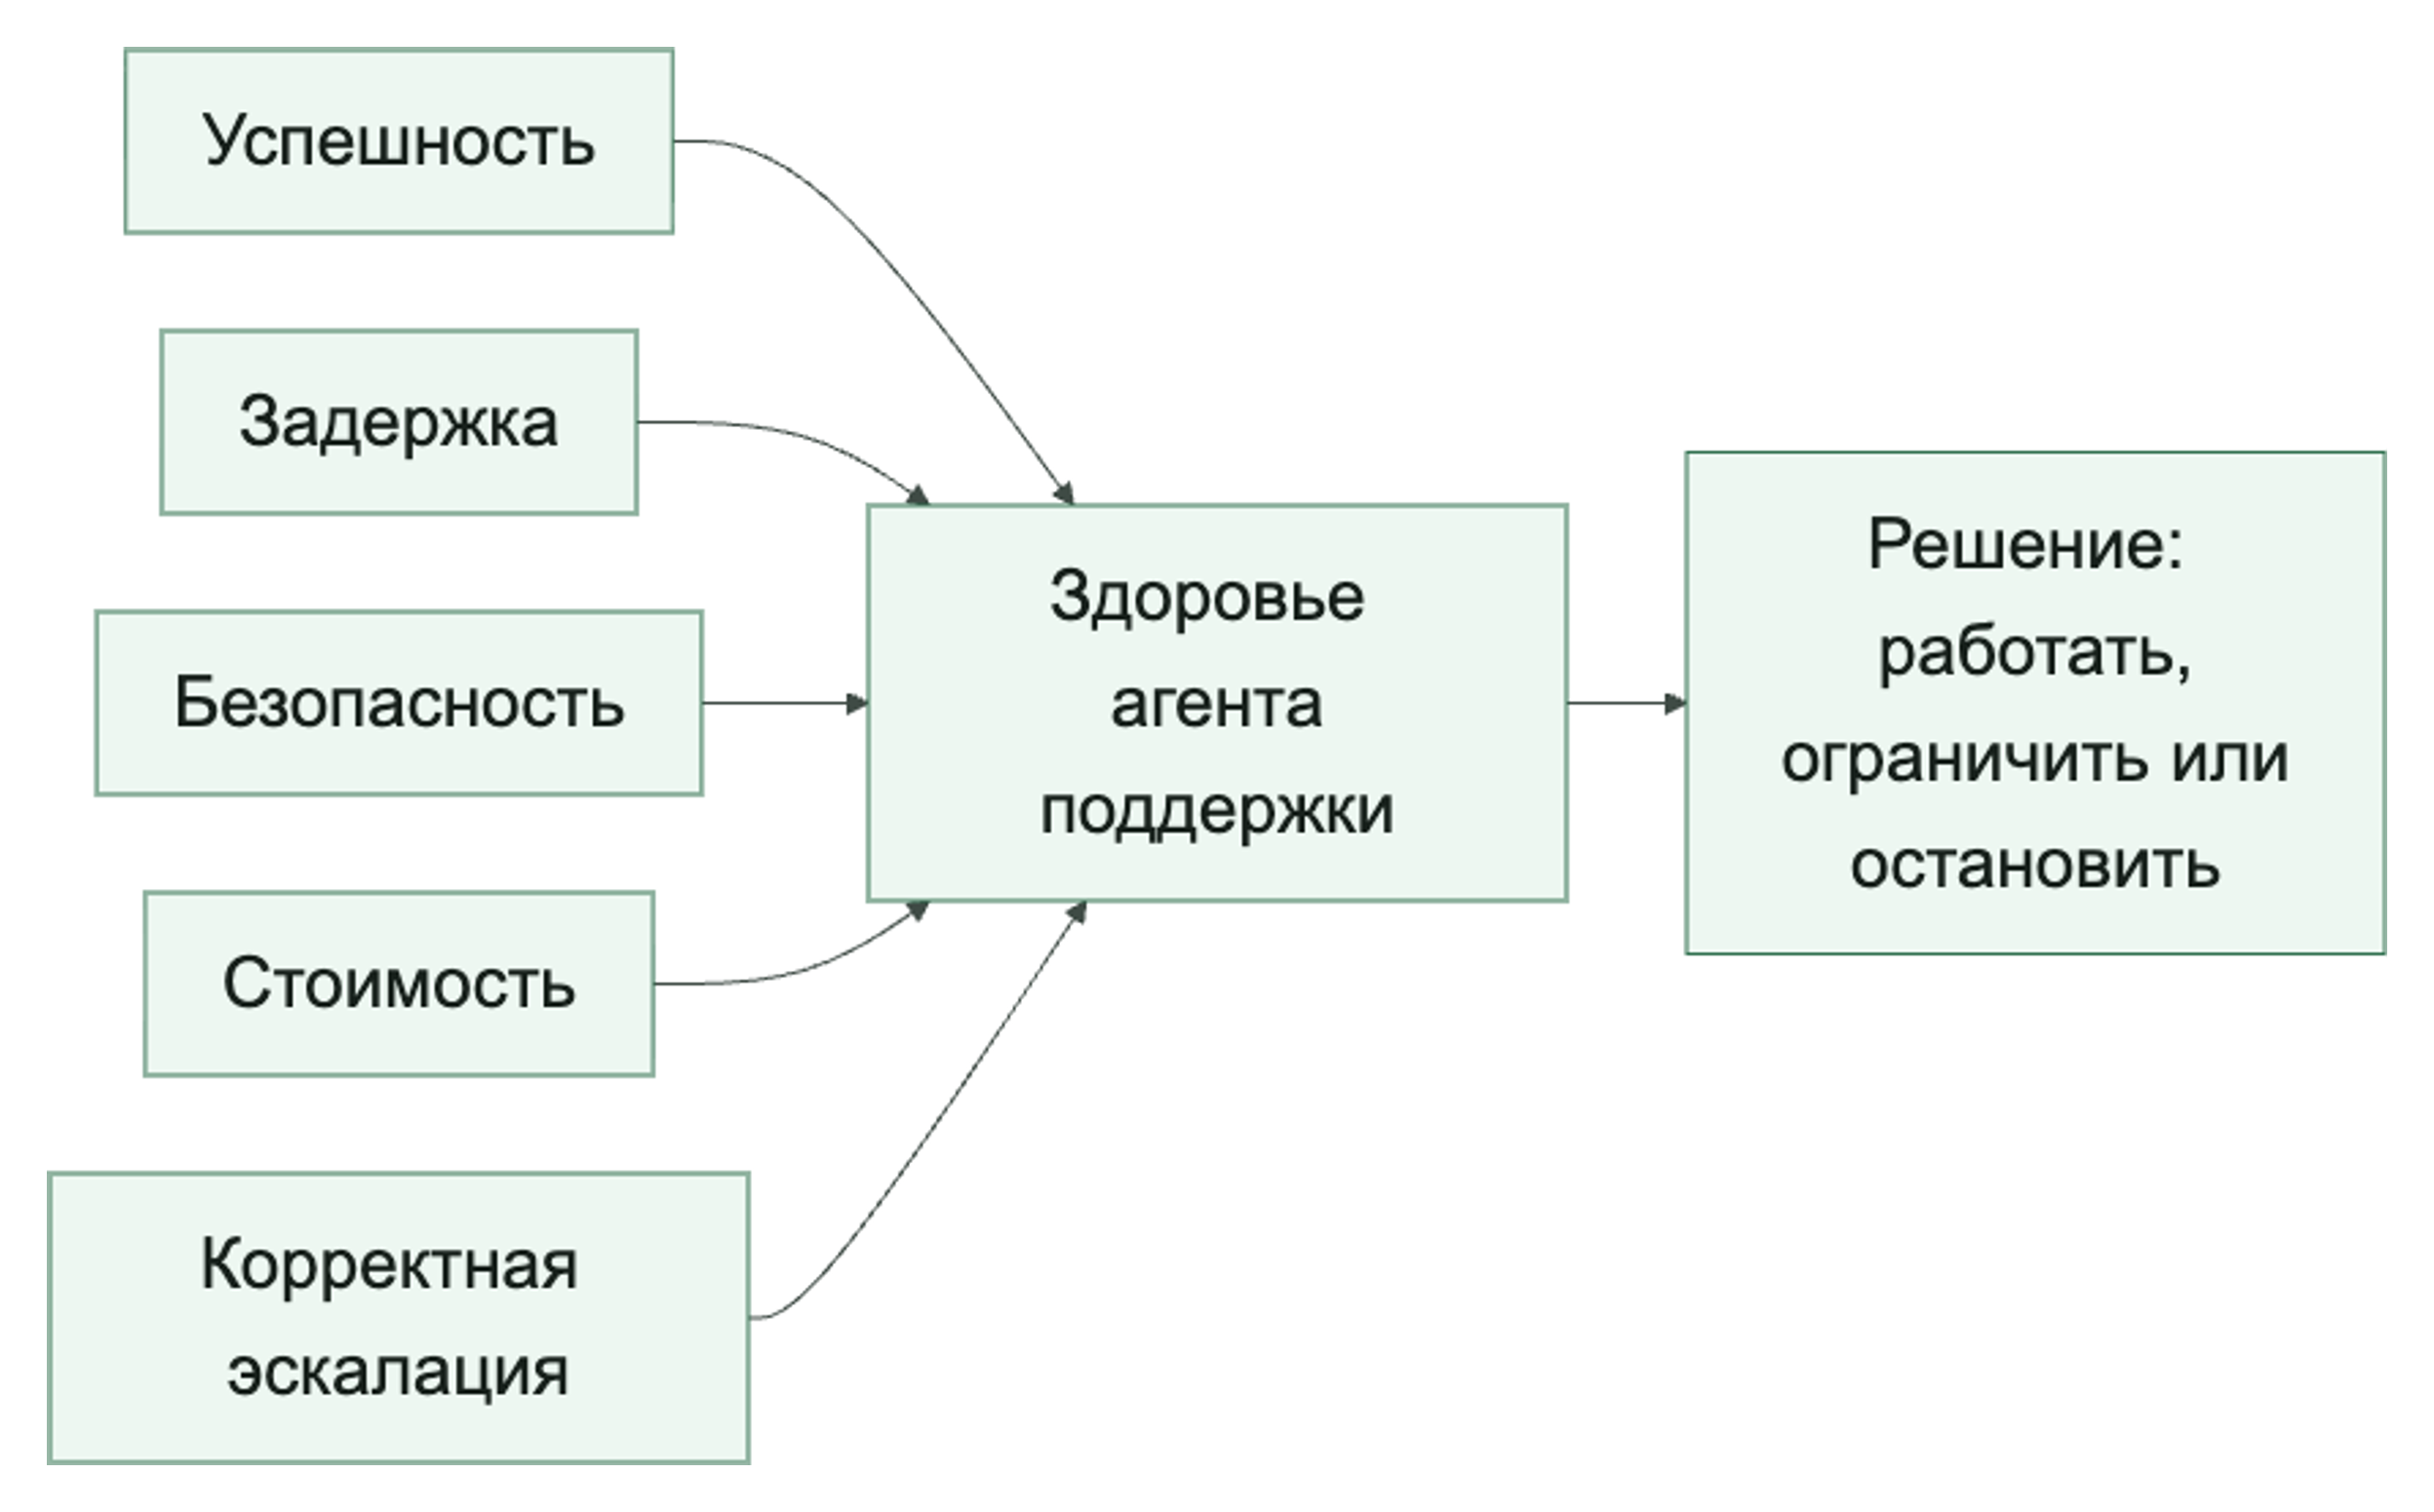 Успешность
Задержка
Безопасность
Стоимость
Корректная
эскалация
Здоровье
агента
поддержки
Решение:
работать,
ограничить или
остановить